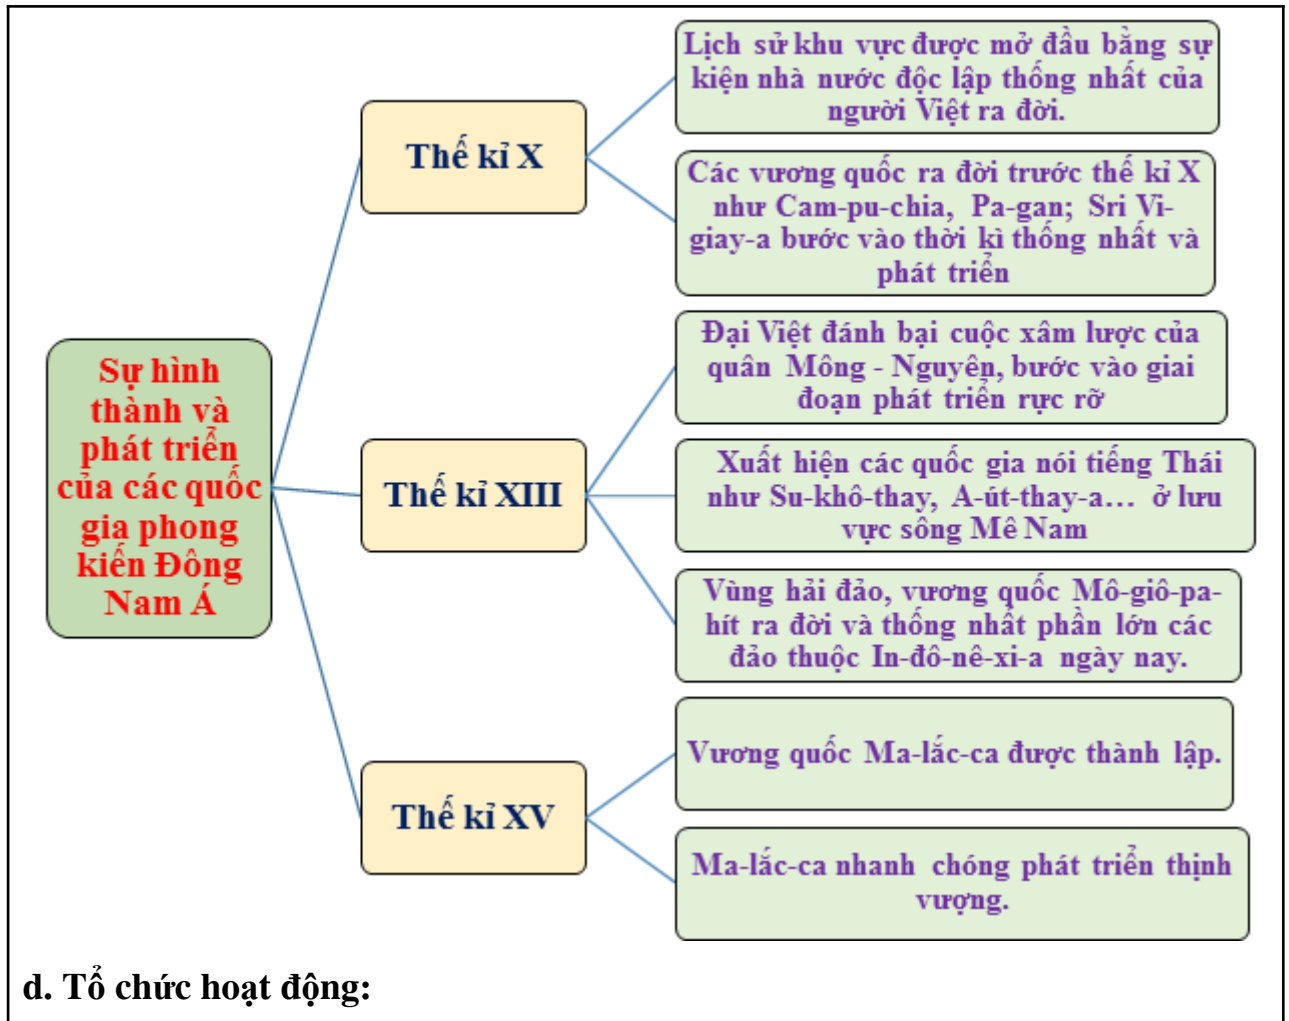 Sự hình
thành và
phát triển
của các quốc
gia phong
kiến Đông
Nam Á
Thế kỉ X
Lịch sử khu vực được mở đầu bằng sự
kiện nhà nước độc lập thống nhất của
người Việt ra đời.
Các vương quốc ra đời trước thế kỉ X
như Cam-pu-chia, Pa-gan; Sri Vi-
giay-a bước vào thời kì thống nhất và
phát triển
Thế kỉ XIII
Đại Việt đánh bại cuộc xâm lược của
quân Mông - Nguyên, bước vào giai
đoạn phát triển rực rỡ
Xuất hiện các quốc gia nói tiếng Thái
như Su-khô-thay, A-út-thay-a... ở lưu
vực sông Mê Nam
Vùng hải đảo, vương quốc Mô-giô-pa-
hít ra đời và thống nhất phần lớn các
đảo thuộc In-đô-nê-xi-a ngày nay.
Thế kỉ XV
Vương quốc Ma-lắc-ca được thành lập.
Ma-lắc-ca nhanh chóng phát triển thịnh
vượng.
d. Tổ chức hoạt động: